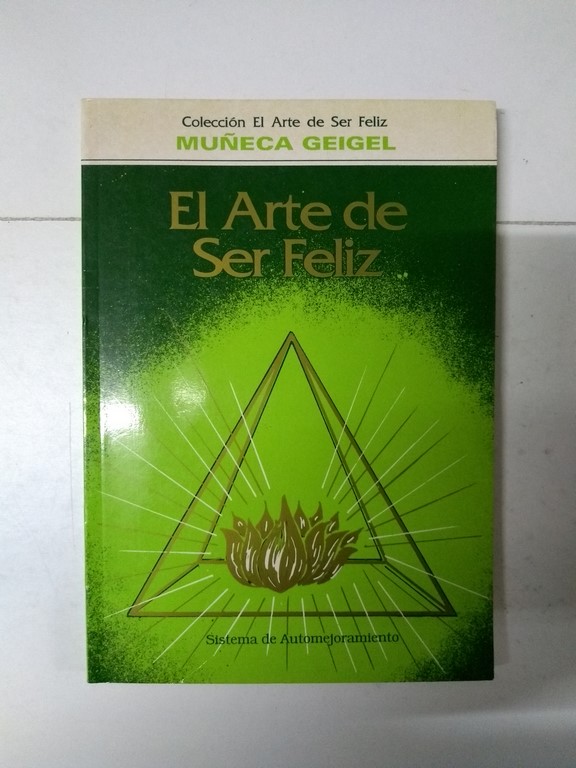 Colección El Arte de Ser Feliz
MUÑECA GEIGEL
El Arte de
Ser Feliz
Sistema de Automejoramiento